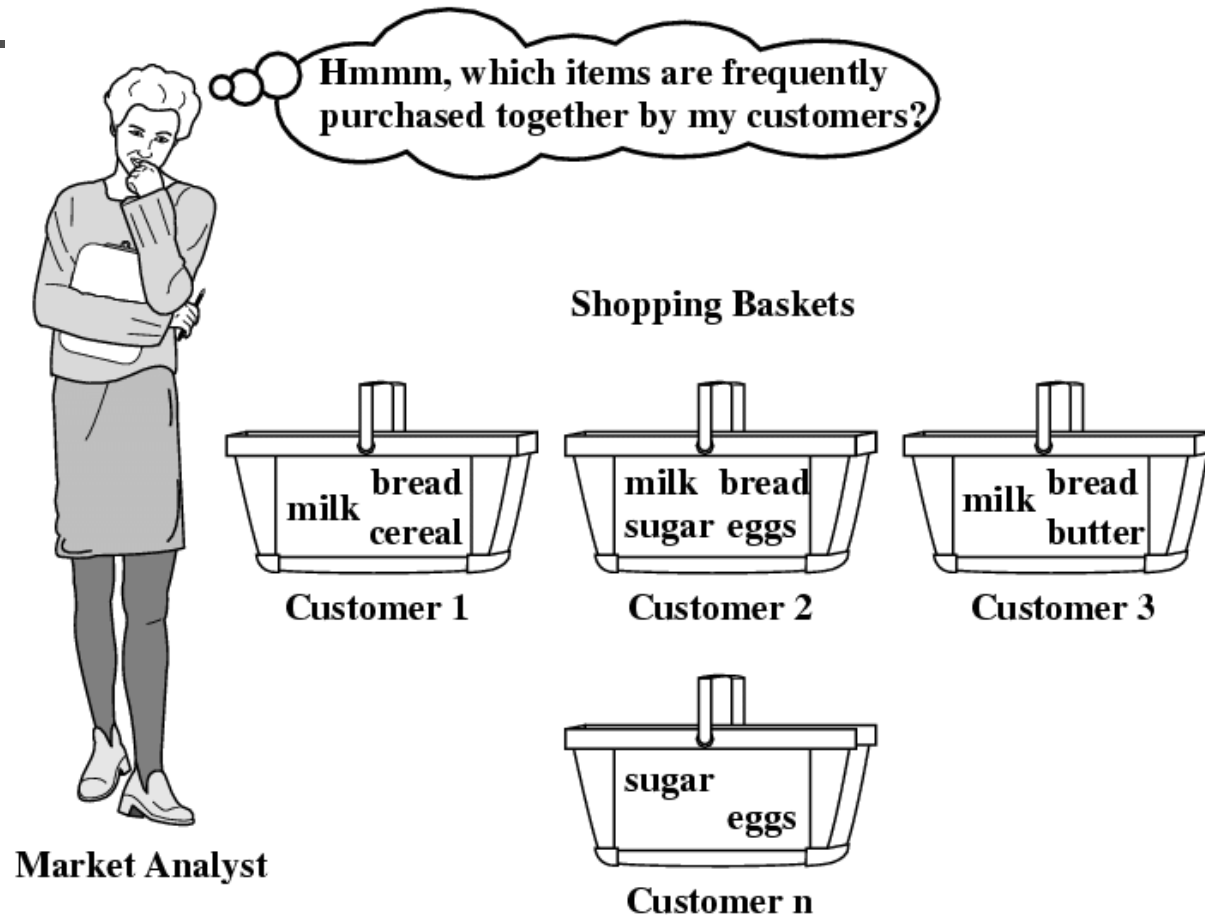 Hmmm, which items are frequently
purchased together by my customers?
Shopping Baskets
milk bread
cereal
Customer 1
milk bread
sugar eggs
Customer 2
milk bread
butter
Customer 3
sugar
eggs
Customer n
Market Analyst